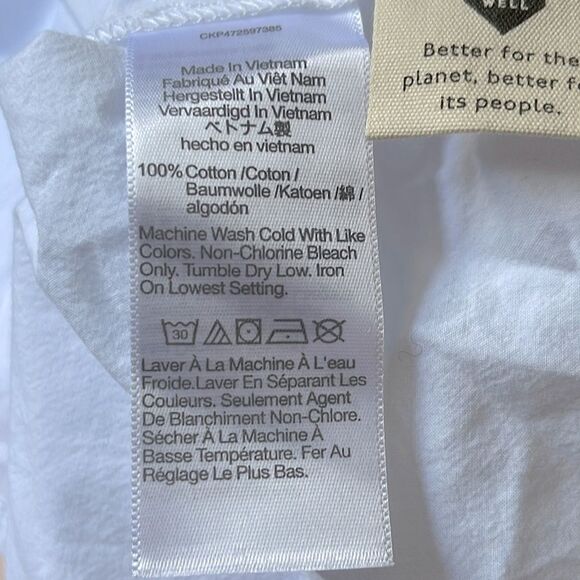 CKP472597385
Made In Vietnam
Fabriqué Au Viêt Nam
Hergestellt In Vietnam
Vervaardigd In Vietnam
ベトナム製
hecho en vietnam
100% Cotton /Coton /
Baumwolle /Katoen /綿 /
algodón
Machine Wash Cold With Like
Colors. Non-Chlorine Bleach
Only. Tumble Dry Low. Iron
On Lowest Setting.
30
Laver À La Machine À L'eau
Froide.Laver En Séparant Les
Couleurs. Seulement Agent
De Blanchiment Non-Chlore.
Sécher À La Machine À
Basse Température. Fer Au
Réglage Le Plus Bas.
WELL
Better for the
planet, better fo
its people.